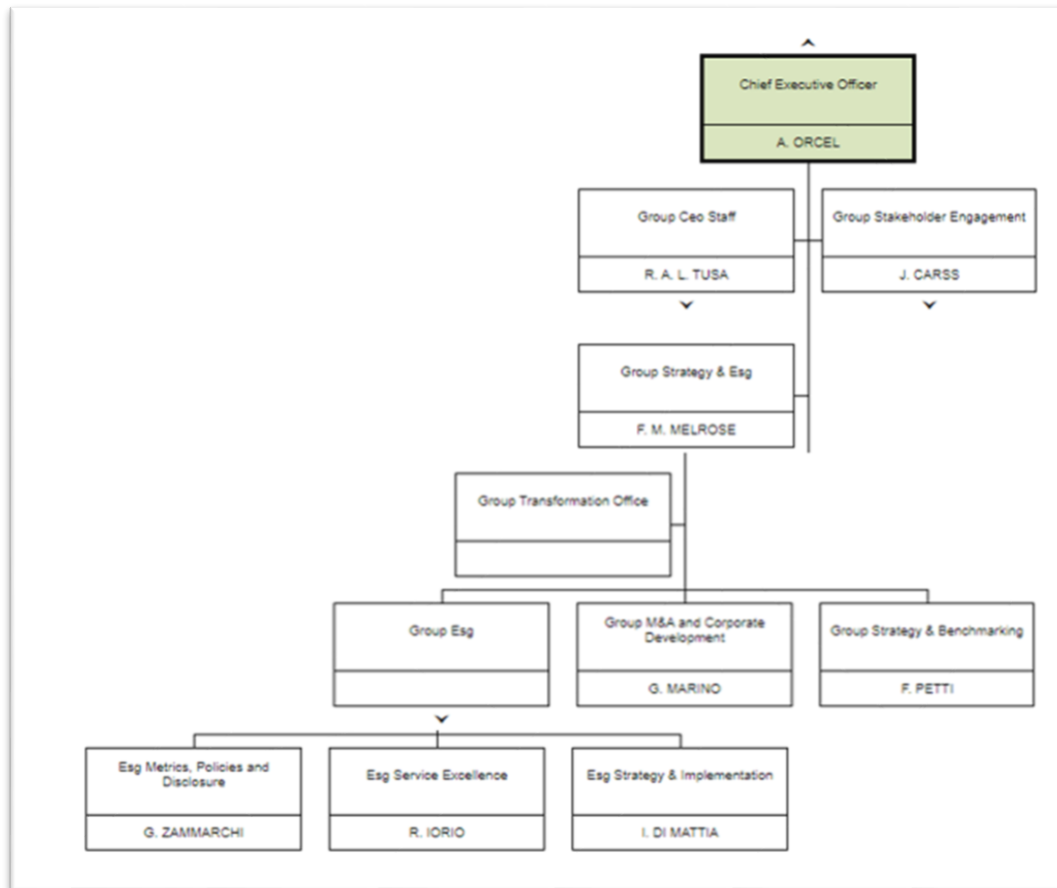 Chief Executive Officer
A. ORCEL
Group Ceo Staff
R. A. L. TUSA
Group Stakeholder Engagement
J. CARSS
Group Strategy & Esg
F. M. MELROSE
Group Transformation Office
Group Esg
Group M&A and Corporate
Development
G. MARINO
Group Strategy & Benchmarking
F. PETTI
Esg Metrics, Policies and
Disclosure
G. ZAMMARCHI
Esg Service Excellence
R. IORIO
Esg Strategy & Implementation
I. DI MATTIA